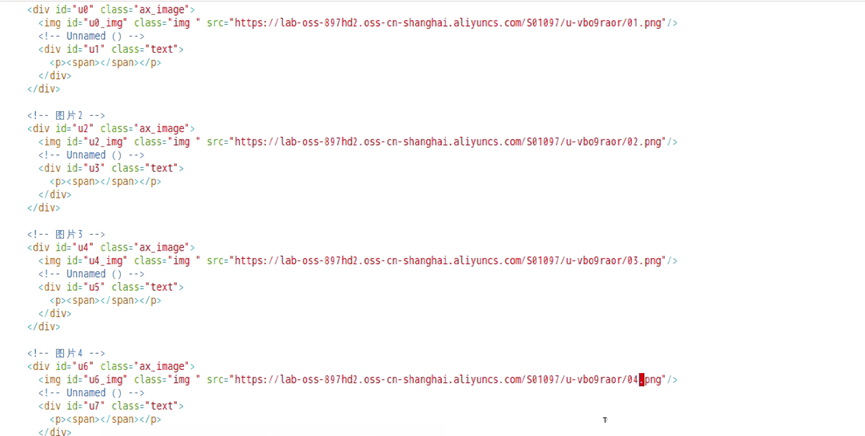 <div id="u0" class="ax_image">
<img id="u0_img" class="img " src="https://lab-oss-897hd2.oss-cn-shanghai.aliyuncs.com/S01097/u-vbo9raor/01.png"/>
<!-- Unnamed () -->
<div id="u1" class="text">
<p><span></span></p>
</div>
</div>
<!-- 图片2 -->
<div id="u2" class="ax_image">
<img id="u2_img" class="img " src="https://lab-oss-897hd2.oss-cn-shanghai.aliyuncs.com/S01097/u-vbo9raor/02.png"/>
<!-- Unnamed () -->
<div id="u3" class="text">
<p><span></span></p>
</div>
</div>
<!-- 图片3 -->
<div id="u4" class="ax_image">
<img id="u4_img" class="img " src="https://lab-oss-897hd2.oss-cn-shanghai.aliyuncs.com/S01097/u-vbo9raor/03.png"/>
<!-- Unnamed () -->
<div id="u5" class="text">
<p><span></span></p>
</div>
</div>
<!-- 图片4 -->
<div id="u6" class="ax_image">
<img id="u6_img" class="img " src="https://lab-oss-897hd2.oss-cn-shanghai.aliyuncs.com/S01097/u-vbo9raor/04.png"/>
<!-- Unnamed () -->
<div id="u7" class="text">
<p><span></span></p>
</div>